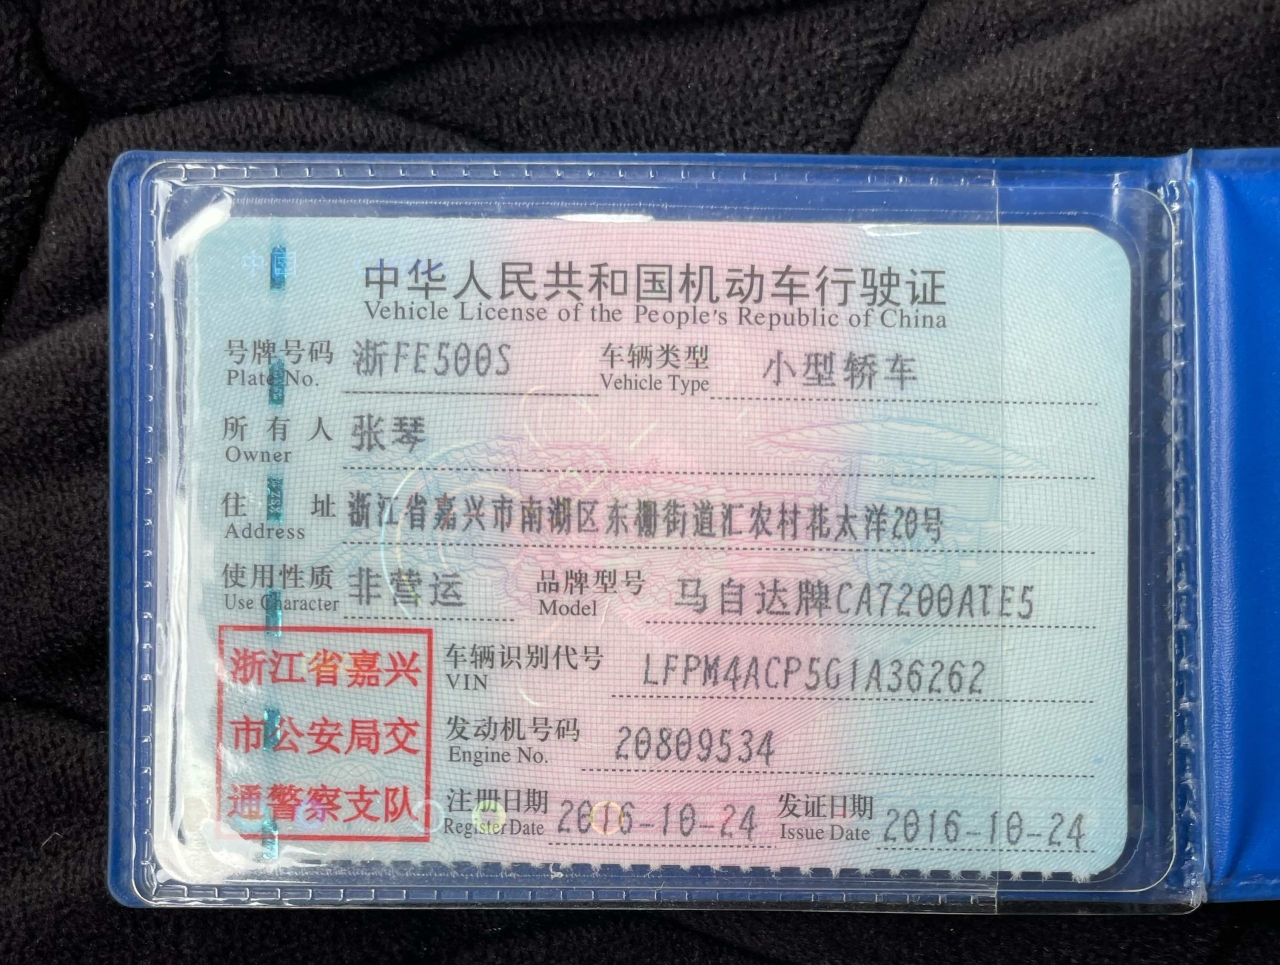 中华人民共和国机动车行驶证
Vehicle License of the People's Republic of China
号牌号码 浙FE500S 车辆类型 小型轿车
Plate No. Vehicle Type
所有人 张琴
Owner
住址 浙江省嘉兴市南湖区东栅街道汇农村花太洋20号
Address
使用性质 非营运 品牌型号 马自达牌CA7200ATE5
Use Character Model
浙江省嘉兴
市公安局交
通警察支队
车辆识别代号 LFPM4ACP5G1A36262
VIN
发动机号码 20809534
Engine No.
注册日期 2016-10-24 发证日期 2016-10-24
Register Date Issue Date